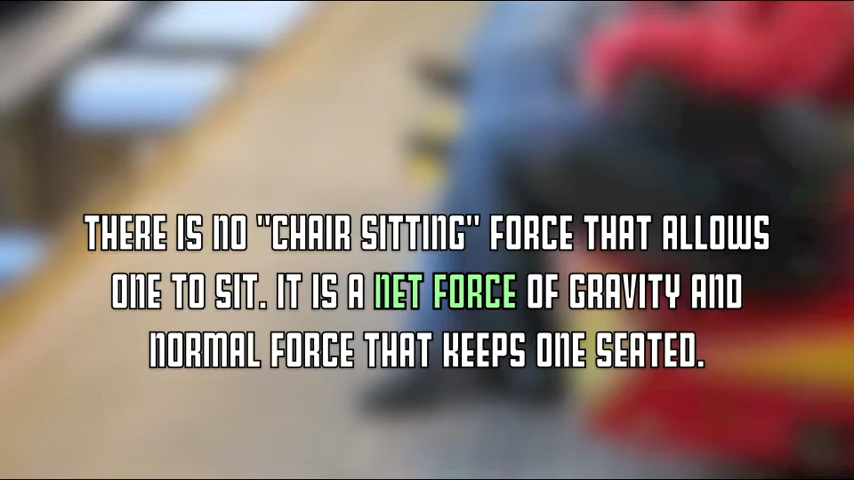 THERE IS NO "CHAIR SITTING" FORCE THAT ALLOWS
ONE TO SIT. IT IS A NET FORCE OF GRAVITY AND
NORMAL FORCE THAT KEEPS ONE SEATED.